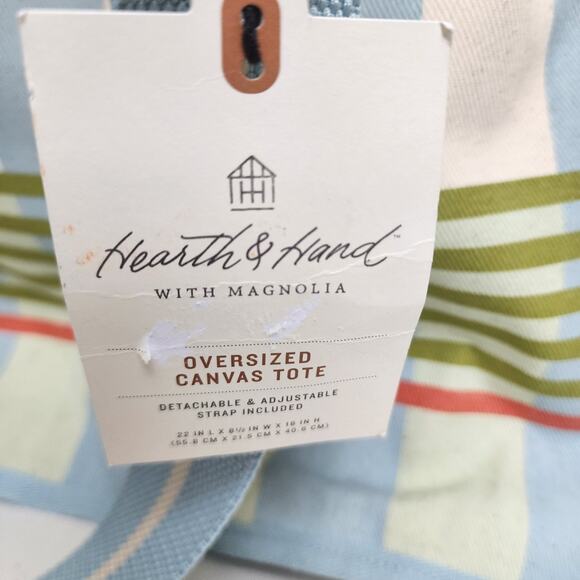 Hearth & Hand™
WITH MAGNOLIA
OVERSIZED
CANVAS TOTE
DETACHABLE & ADJUSTABLE
STRAP INCLUDED
22 IN L X 8½ IN W X 16 IN H
(55.8 CM X 21.5 CM X 40.6 CM)